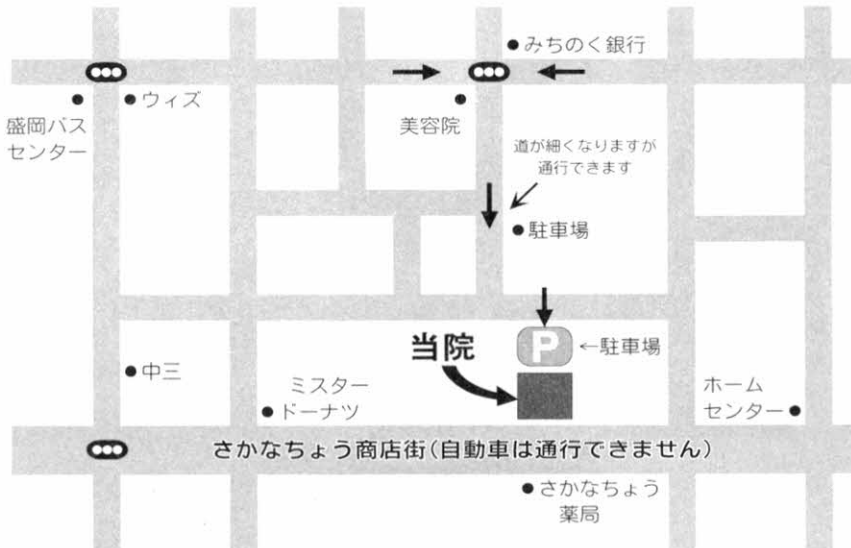 ●みちのく銀行
●ウィズ
盛岡バス
センター
美容院
道が細くなりますが
通行できます
●駐車場
当院
P
←駐車場
●中三
ミスター
●ドーナツ
ホーム
センター●
さかなちょう商店街(自動車は通行できません)
●さかなちょう
薬局